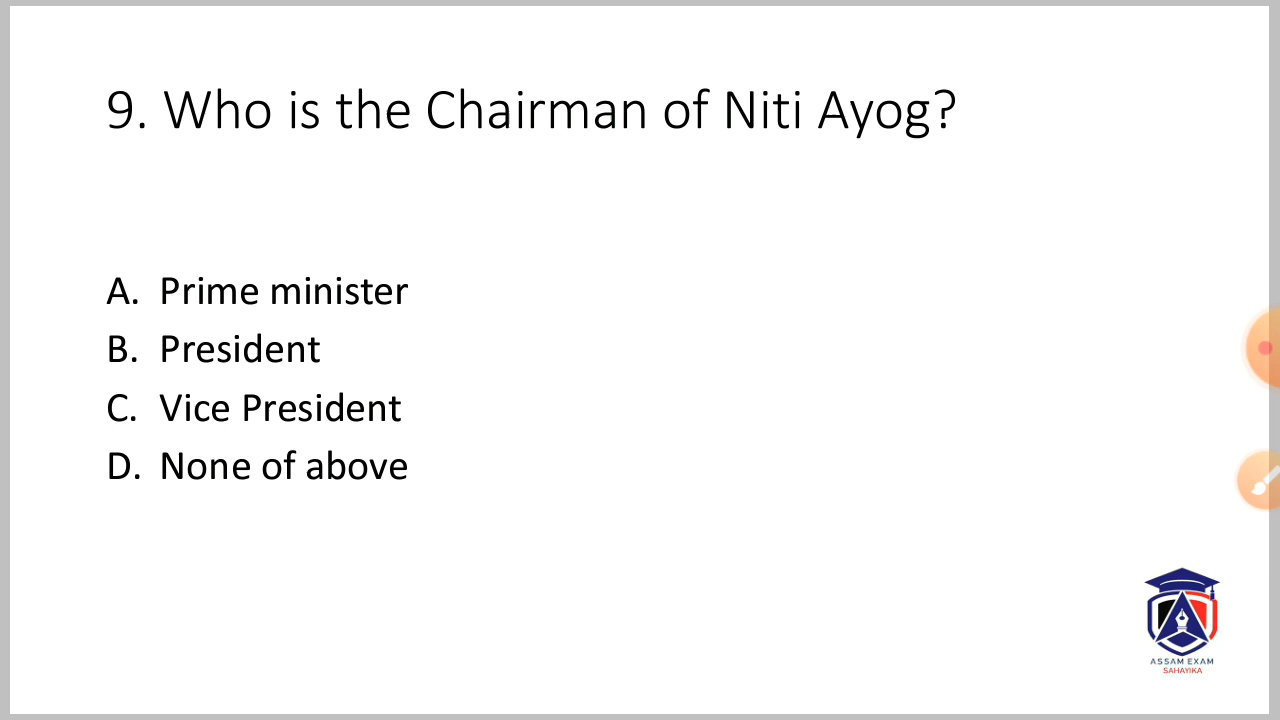 9. Who is the Chairman of Niti Ayog?
A. Prime minister
B. President
C. Vice President
D. None of above
ASSAM EXAM
SAHAYIKA